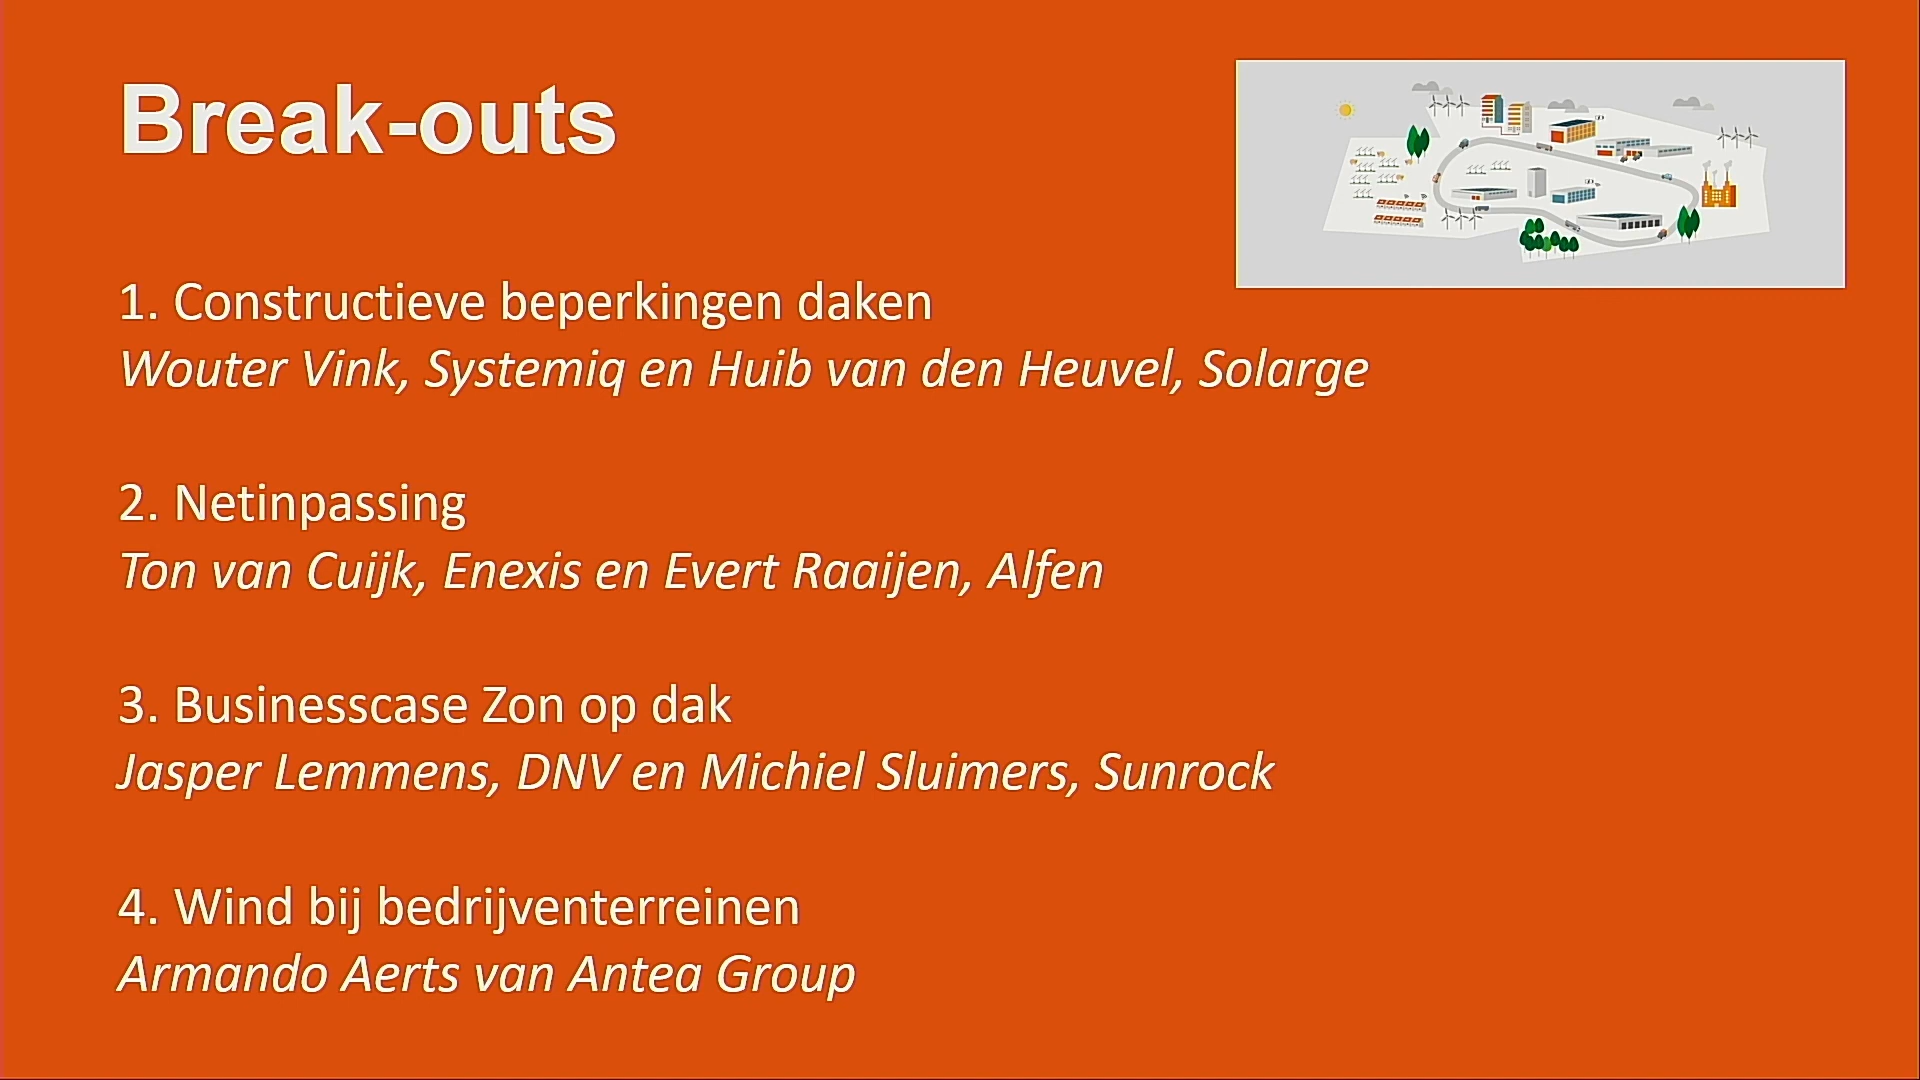 Break-outs
1. Constructieve beperkingen daken
Wouter Vink, Systemiq en Huib van den Heuvel, Solarge
2. Netinpassing
Ton van Cuijk, Enexis en Evert Raaijen, Alfen
3. Businesscase Zon op dak
Jasper Lemmens, DNV en Michiel Sluimers, Sunrock
4. Wind bij bedrijventerreinen
Armando Aerts van Antea Group